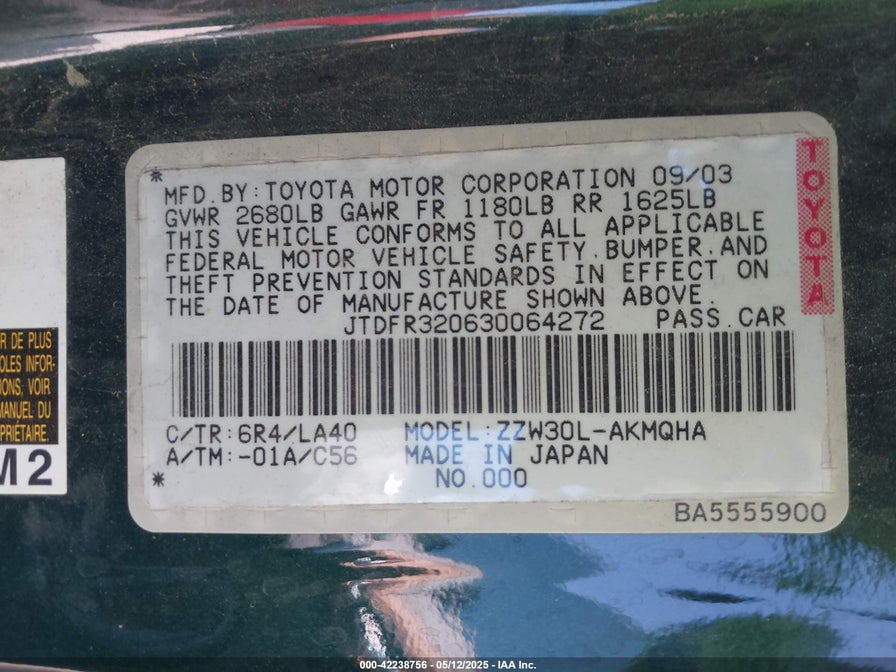 MFD.BY:TOYOTA MOTOR CORPORATION 09/03
GVWR 2680LB GAWR FR 1180LB RR 1625LB
THIS VEHICLE CONFORMS TO ALL APPLICABLE
FEDERAL MOTOR VEHICLE SAFETY.BUMPER.AND
THEFT PREVENTION STANDARDS IN EFFECT ON
THE DATE OF MANUFACTURE SHOWN ABOVE.
JTDFR320630064272 PASS.CAR
TOYOTA
C/TR:6R4/LA40 MODEL:ZZW30L-AKMQHA
A/TM:-01A/C56 MADE IN JAPAN
NO.000
BA5555900
R DE PLUS
OLES INFOR-
IONS, VOIR
MANUEL DU
PRIÉTAIRE.
M2
000-42238756 — 05/12/2025 — IAA Inc.